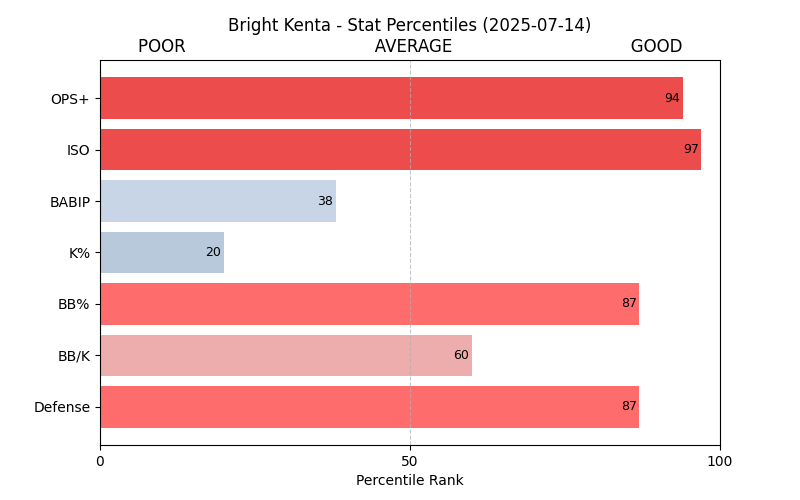 Bright Kenta - Stat Percentiles (2025-07-14)
POOR AVERAGE GOOD
OPS+ 94
ISO 97
BABIP 38
K% 20
BB% 87
BB/K 60
Defense 87
0 50 100
Percentile Rank